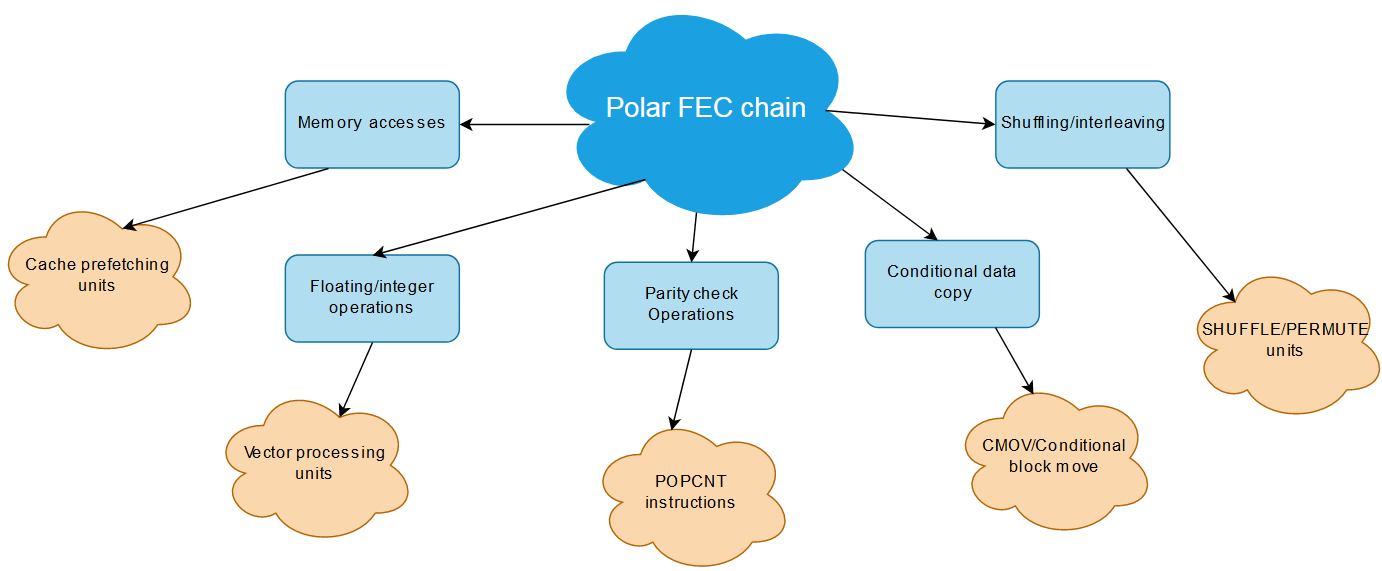 Polar FEC chain
Memory accesses
Shuffling/interleaving
Cache prefetching
units
Floating/integer
operations
Parity check
Operations
Conditional data
copy
SHUFFLE/PERMUTE
units
Vector processing
units
POPCNT
instructions
CMOV/Conditional
block move